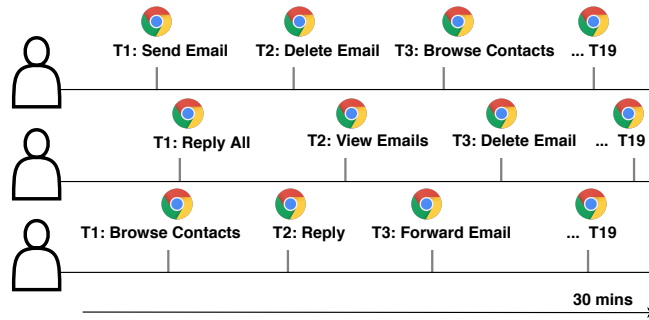 T1: Send Email T2: Delete Email T3: Browse Contacts ... T19
T1: Reply All T2: View Emails T3: Delete Email ... T19
T1: Browse Contacts T2: Reply T3: Forward Email ... T19
30 mins